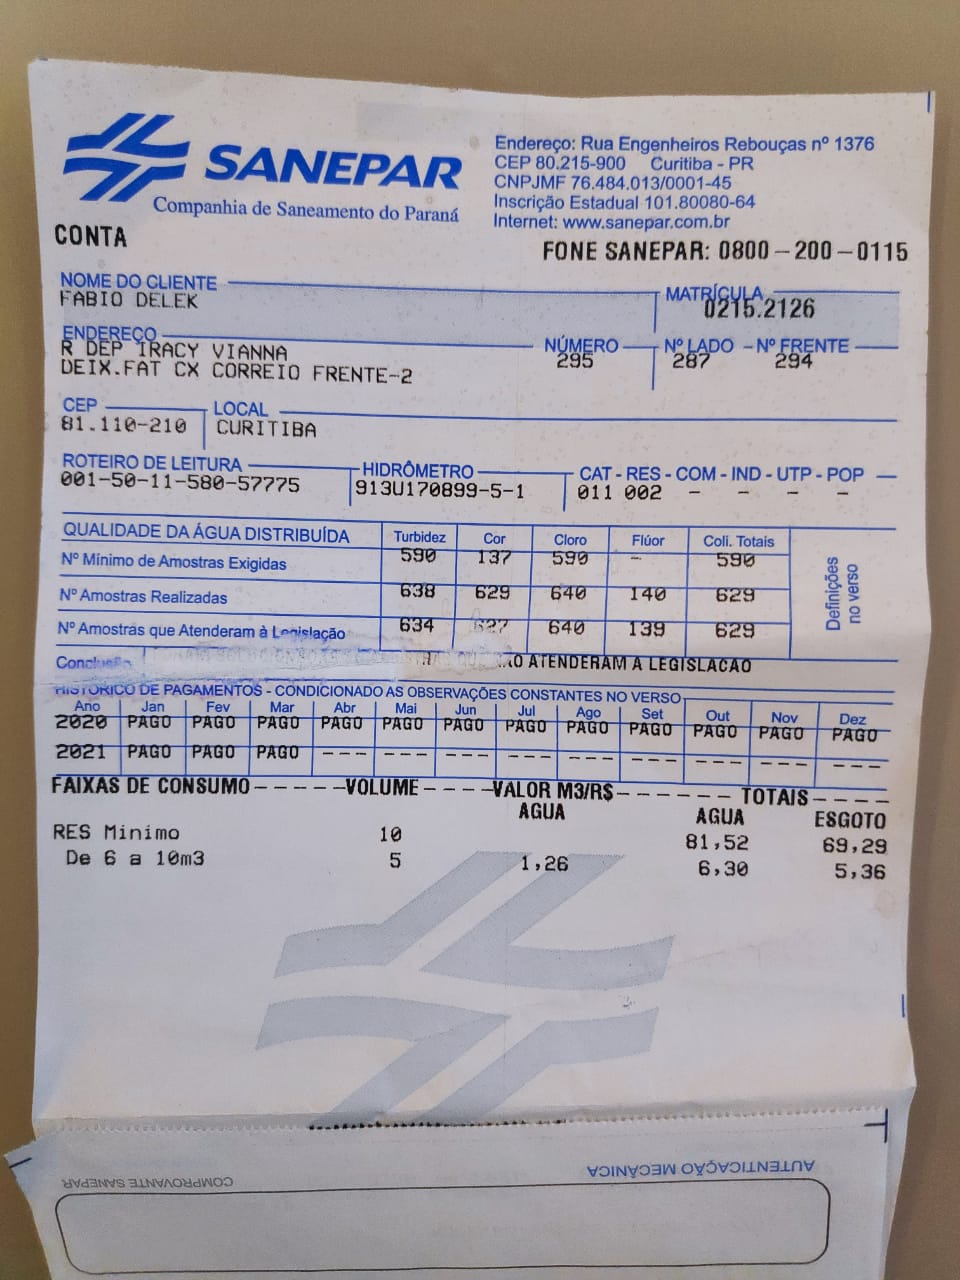 SANEPAR
Companhia de Saneamento do Paraná
Endereço: Rua Engenheiros Rebouças nº 1376
CEP 80.215-900 Curitiba - PR
CNPJMF 76.484.013/0001-45
Inscrição Estadual 101.80080-64
Internet: www.sanepar.com.br
CONTA
FONE SANEPAR: 0800-200-0115
NOME DO CLIENTE MATRÍCULA
FABIO DELEK 0215.2126
ENDEREÇO NÚMERO Nº LADO - Nº FRENTE
R DEP IRACY VIANNA 295 287 294
DEIX.FAT CX CORREIO FRENTE-2
CEP LOCAL
81.110-210 CURITIBA
ROTEIRO DE LEITURA HIDRÔMETRO CAT - RES - COM - IND - UTP - POP
001-50-11-580-57775 913U170899-5-1 011 002 - - - -
QUALIDADE DA ÁGUA DISTRIBUÍDA Turbidez Cor Cloro Flúor Coli. Totais
Nº Mínimo de Amostras Exigidas 590 137 590 - 590
Nº Amostras Realizadas 638 629 640 140 629
Nº Amostras que Atenderam à Legislação 634 627 640 139 629
Definições no verso
Conclusão ATENDERAM A LEGISLACAO
HISTÓRICO DE PAGAMENTOS - CONDICIONADO AS OBSERVAÇÕES CONSTANTES NO VERSO
Ano Jan Fev Mar Abr Mai Jun Jul Ago Set Out Nov Dez
2020 PAGO PAGO PAGO PAGO PAGO PAGO PAGO PAGO PAGO PAGO PAGO PAGO
2021 PAGO PAGO PAGO --- --- --- --- --- --- --- --- ---
FAIXAS DE CONSUMO-----VOLUME----VALOR M3/R$------TOTAIS----
AGUA AGUA ESGOTO
RES Minimo 10 81,52 69,29
De 6 a 10m3 5 1,26 6,30 5,36
AUTENTICAÇÃO MECÂNICA
COMPROVANTE SANEPAR